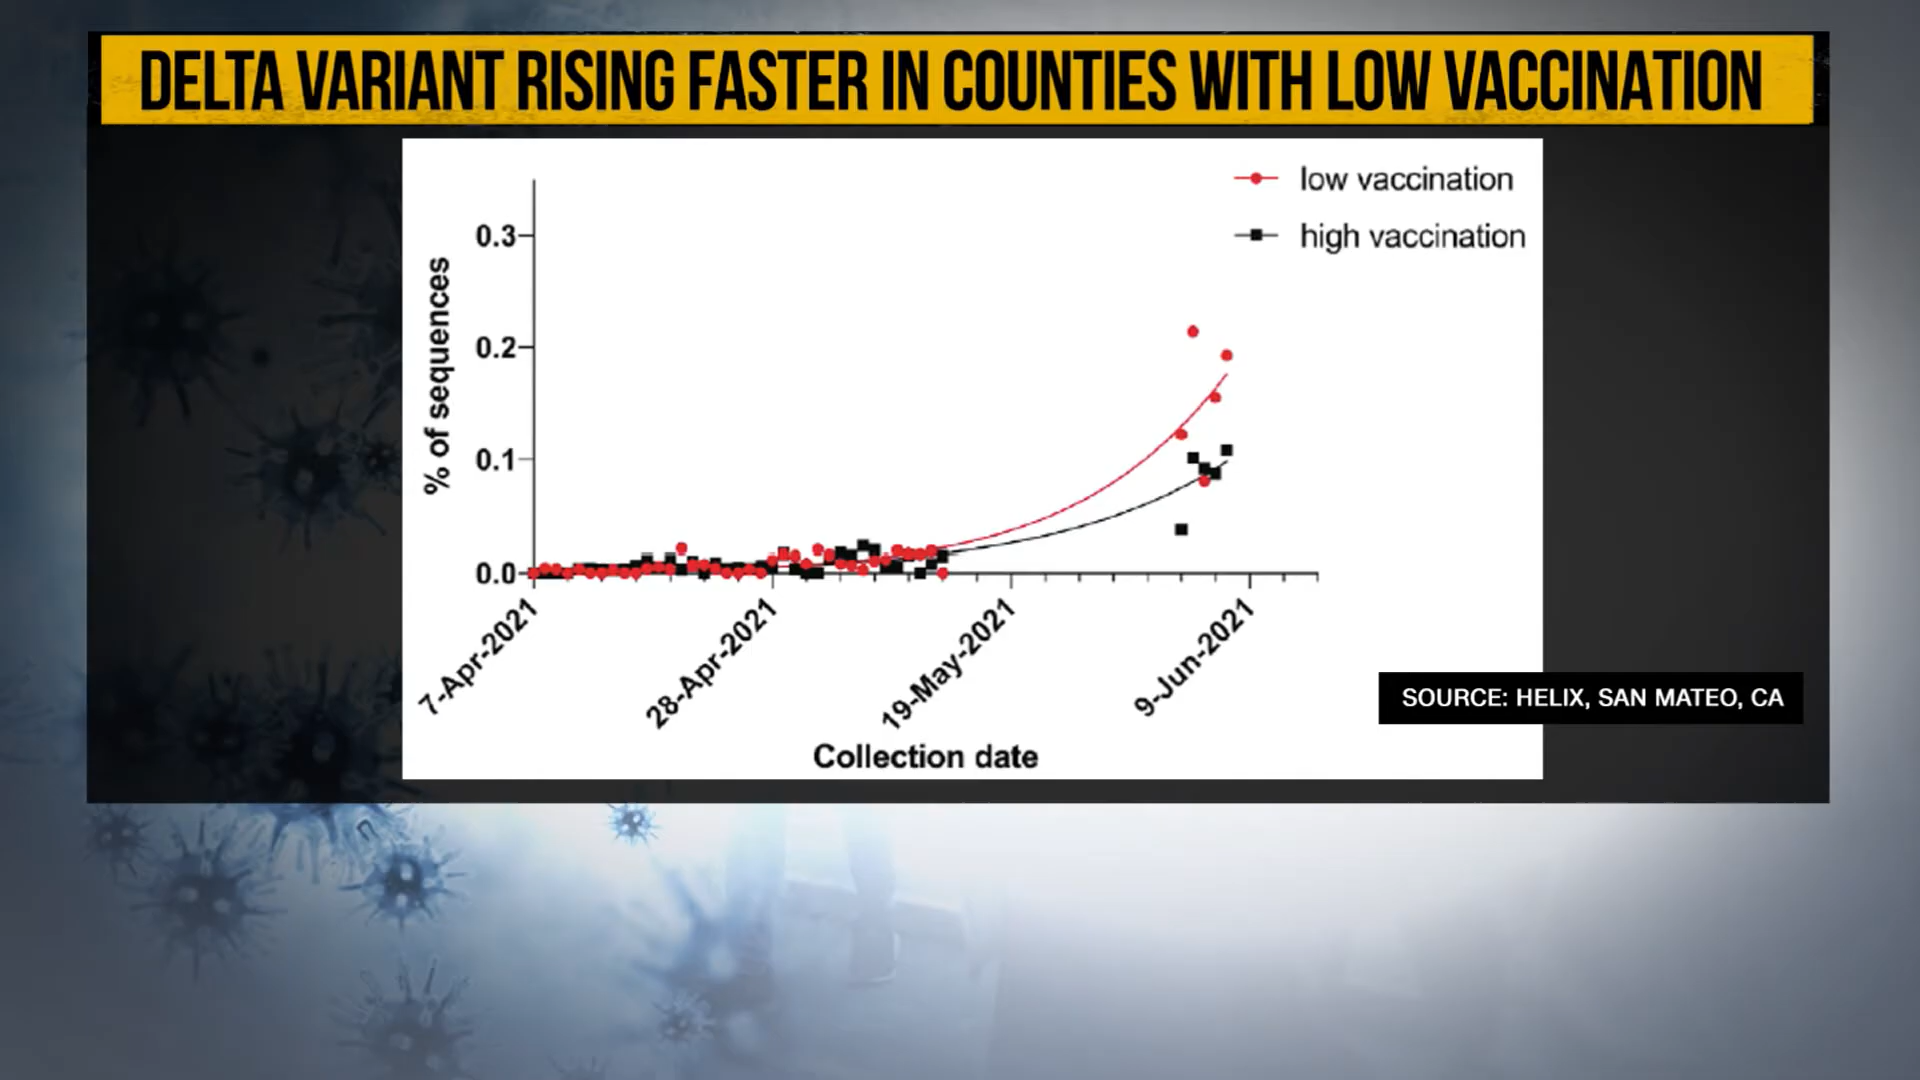 DELTA VARIANT RISING FASTER IN COUNTIES WITH LOW VACCINATION
low vaccination
high vaccination
% of sequences
0.3
0.2
0.1
0.0
7-Apr-2021
28-Apr-2021
19-May-2021
9-Jun-2021
Collection date
SOURCE: HELIX, SAN MATEO, CA